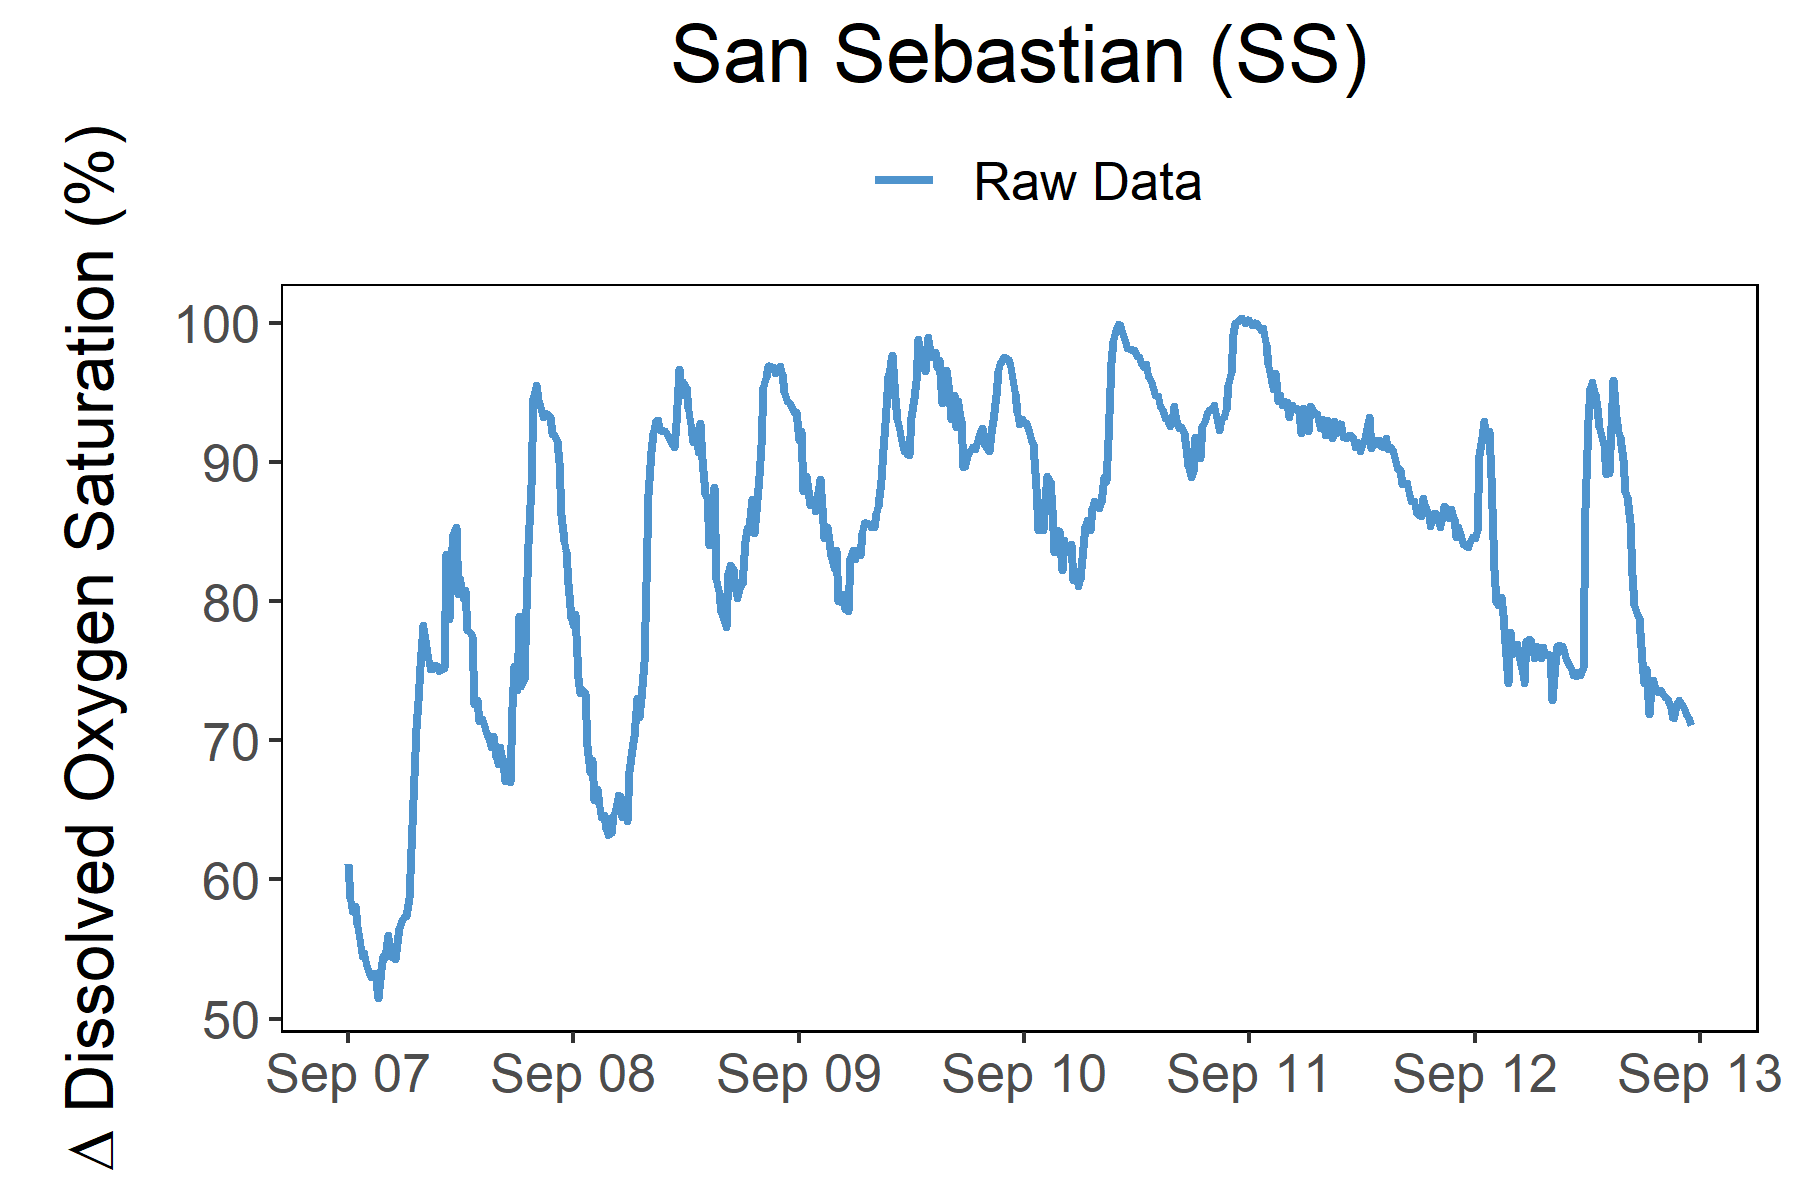 San Sebastian (SS)
Raw Data
Δ Dissolved Oxygen Saturation (%)
100
90
80
70
60
50
Sep 07 Sep 08 Sep 09 Sep 10 Sep 11 Sep 12 Sep 13